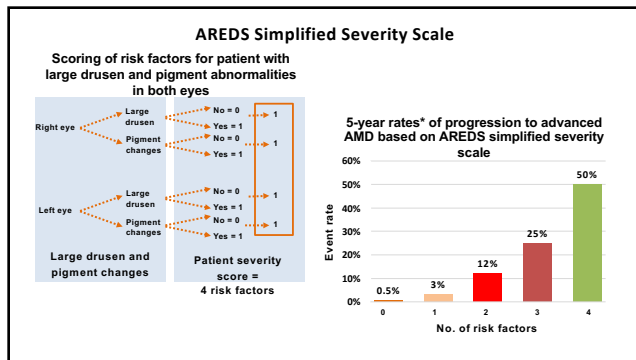 AREDS Simplified Severity Scale
Scoring of risk factors for patient with
large drusen and pigment abnormalities
in both eyes
Right eye
Large
drusen
No = 0
Yes = 1
1
Pigment
changes
No = 0
Yes = 1
1
Left eye
Large
drusen
No = 0
Yes = 1
1
Pigment
changes
No = 0
Yes = 1
1
Large drusen and
pigment changes
Patient severity
score =
4 risk factors
5-year rates* of progression to advanced
AMD based on AREDS simplified severity
scale
Event rate
60%
50%
40%
30%
20%
10%
0%
0.5%
3%
12%
25%
50%
0 1 2 3 4
No. of risk factors